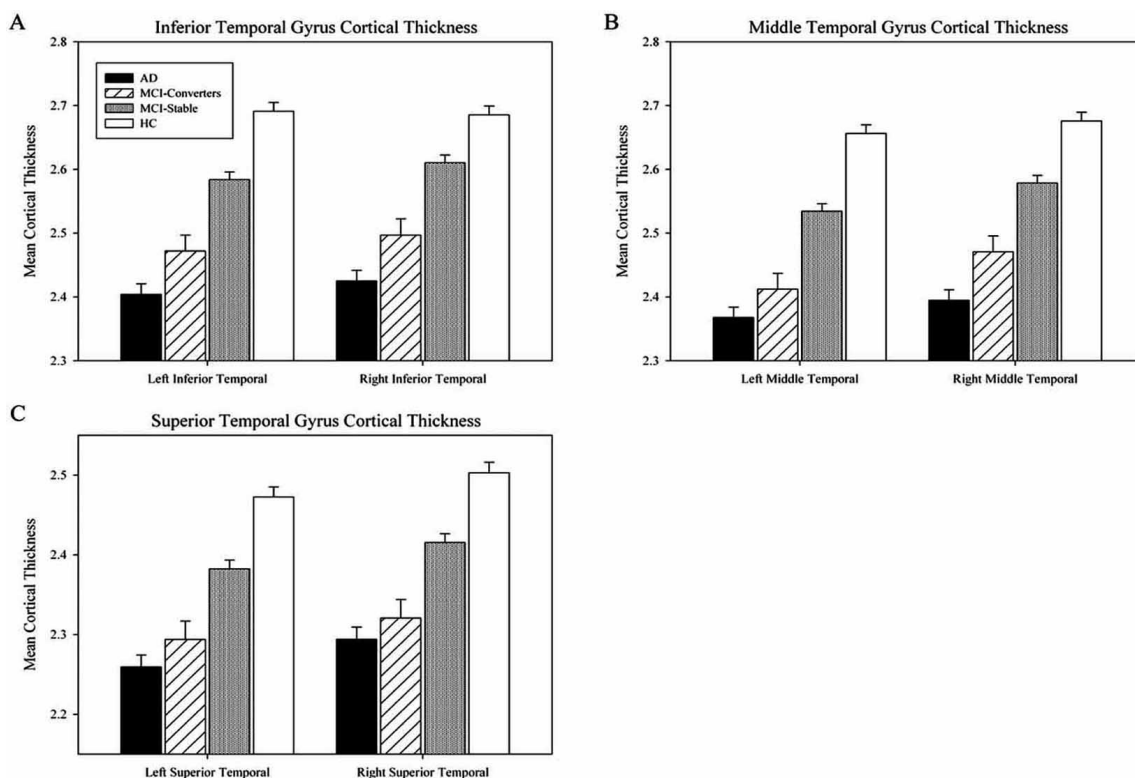 A
Inferior Temporal Gyrus Cortical Thickness
2.8
2.7
2.6
2.5
2.4
2.3
Mean Cortical Thickness
AD
MCI-Converters
MCI-Stable
HC
Left Inferior Temporal
Right Inferior Temporal
B
Middle Temporal Gyrus Cortical Thickness
2.8
2.7
2.6
2.5
2.4
2.3
Mean Cortical Thickness
Left Middle Temporal
Right Middle Temporal
C
Superior Temporal Gyrus Cortical Thickness
2.5
2.4
2.3
2.2
Mean Cortical Thickness
Left Superior Temporal
Right Superior Temporal